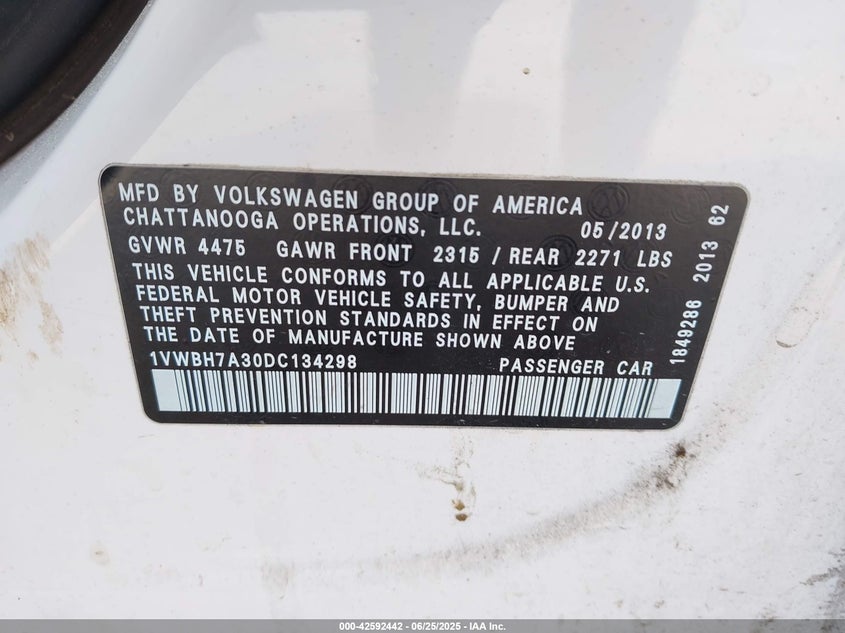 MFD BY VOLKSWAGEN GROUP OF AMERICA
CHATTANOOGA OPERATIONS, LLC. 05/2013
GVWR 4475 GAWR FRONT 2315 / REAR 2271 LBS
THIS VEHICLE CONFORMS TO ALL APPLICABLE U.S.
FEDERAL MOTOR VEHICLE SAFETY, BUMPER AND
THEFT PREVENTION STANDARDS IN EFFECT ON
THE DATE OF MANUFACTURE SHOWN ABOVE
1VWBH7A30DC134298 PASSENGER CAR
1849286 2013 62
000-42592442 - 06/25/2025 - IAA Inc.